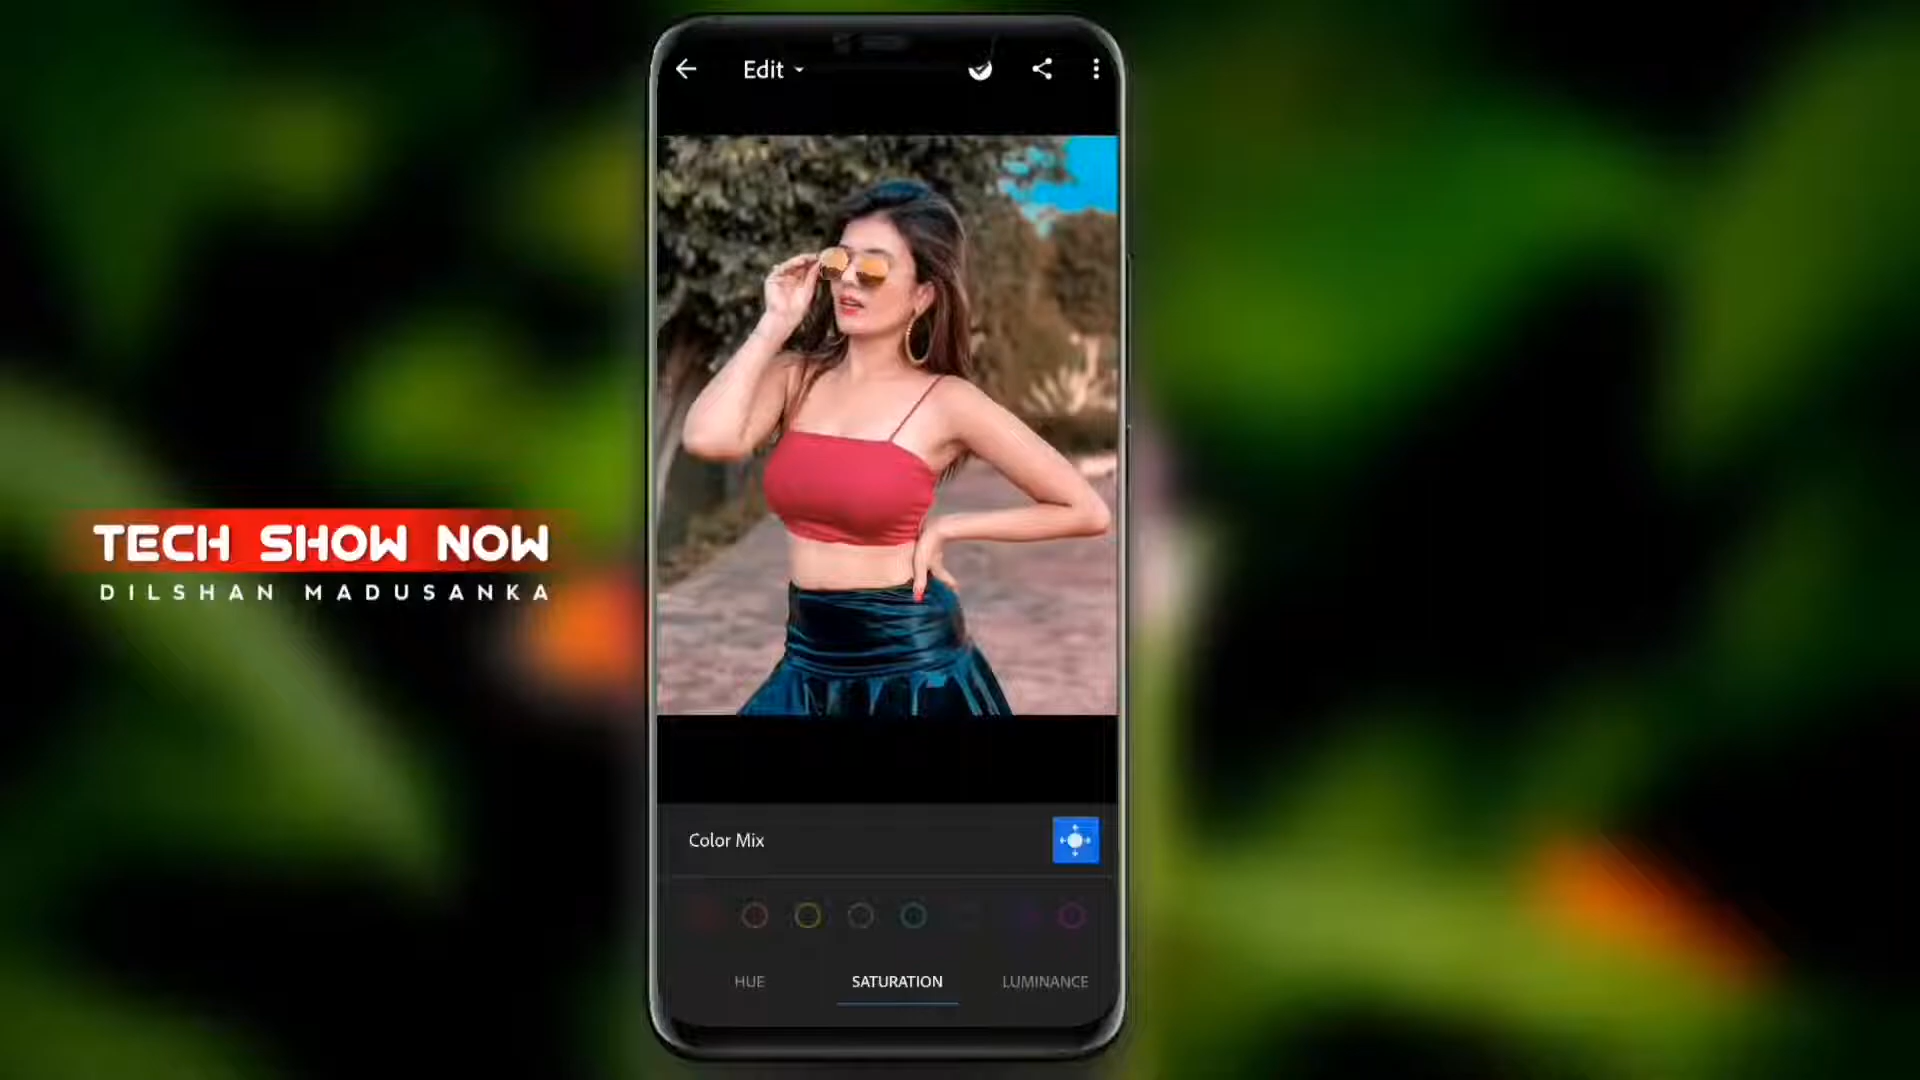 Edit
TECH SHOW NOW
DILSHAN MADUSANKA
Color Mix
HUE SATURATION LUMINANCE